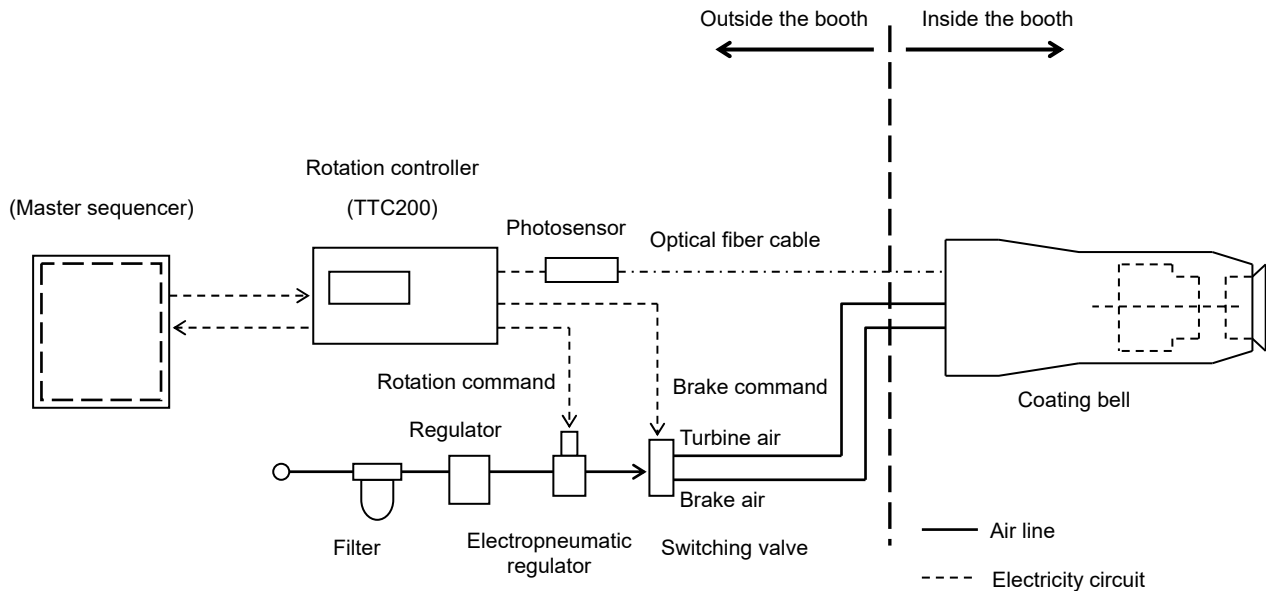 Outside the booth
Inside the booth
Rotation controller
(TTC200)
(Master sequencer)
Photosensor
Optical fiber cable
Rotation command
Brake command
Coating bell
Regulator
Turbine air
Brake air
Filter
Electropneumatic
regulator
Switching valve
Air line
Electricity circuit